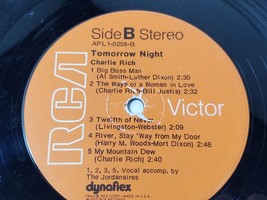 Side B Stereo
APL1-0258-B
Tomorrow Night
Charlie Rich
1 Big Boss Man
(Al Smith-Luther Dixon) 2:30
2 The Ways of a Woman in Love
(Charlie Rich-Bill Justis) 2:32
RCA Victor
3 Twelfth of Never
(Livingston-Webster) 2:09
4 River, Stay 'Way from My Door
(Harry M. Woods-Mort Dixon) 2:46
5 My Mountain Dew
(Charlie Rich) 2:40
1, 2, 3, 5. Vocal accomp. by
The Jordanaires
dynaflex